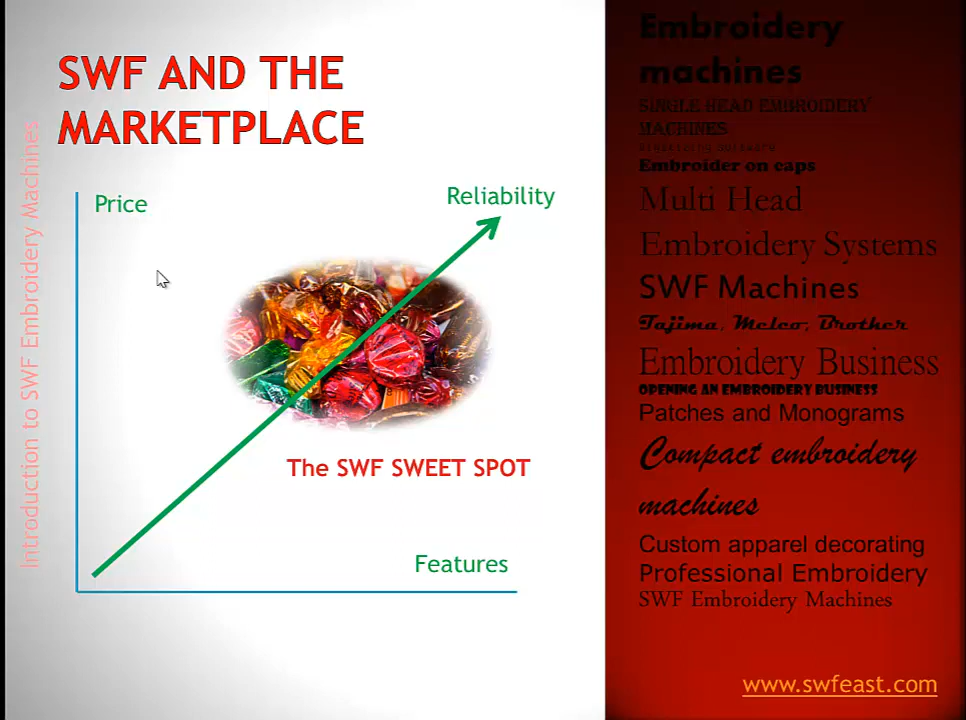 SWF AND THE
MARKETPLACE
Introduction to SWF Embroidery Machines
Price
Reliability
The SWF SWEET SPOT
Features
Embroidery
machines
SINGLE HEAD EMBROIDERY
MACHINES
Digitizing Software
Embroider on caps
Multi Head
Embroidery Systems
SWF Machines
Tajima, Melco, Brother
Embroidery Business
OPENING AN EMBROIDERY BUSINESS
Patches and Monograms
Compact embroidery
machines
Custom apparel decorating
Professional Embroidery
SWF Embroidery Machines
www.swfeast.com